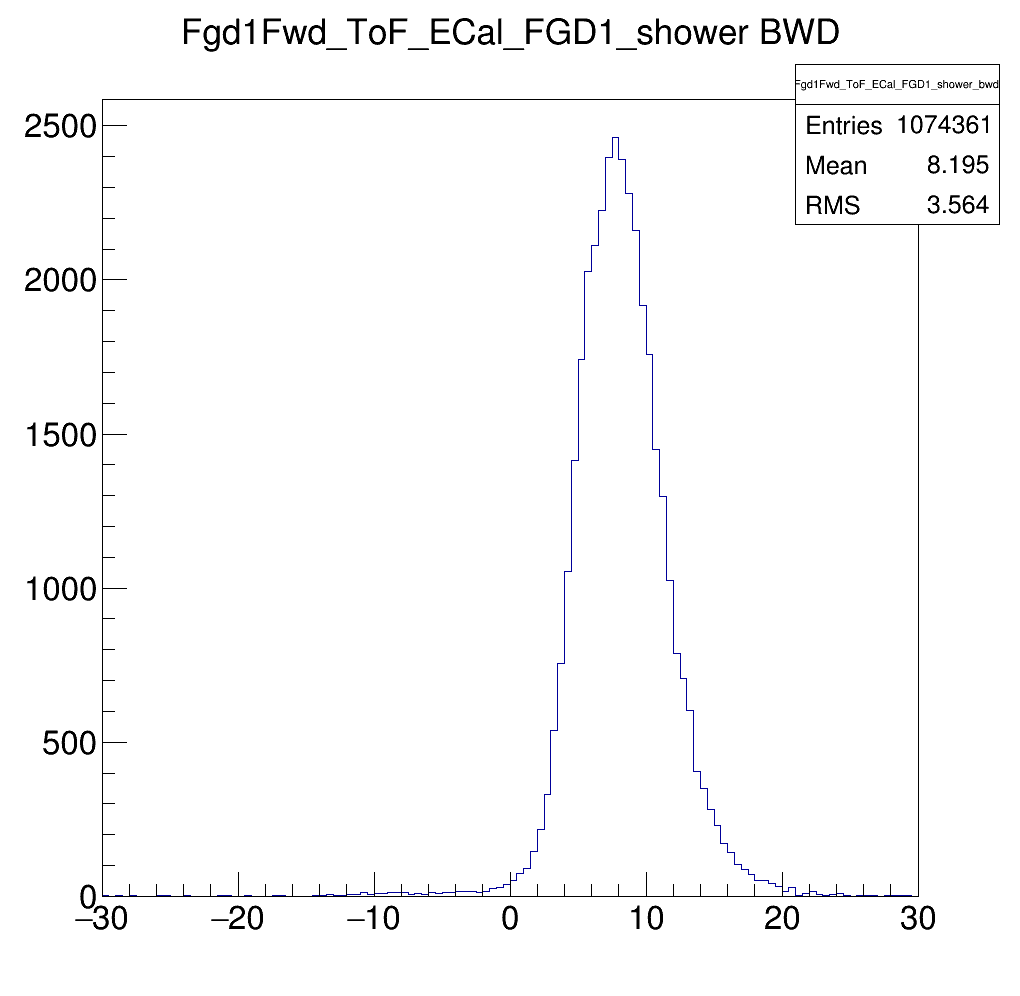 Fgd1Fwd_ToF_ECal_FGD1_shower BWD
Fgd1Fwd_ToF_ECal_FGD1_shower_bwd
Entries 1074361
Mean 8.195
RMS 3.564
2500
2000
1500
1000
500
0
−30 −20 −10 0 10 20 30